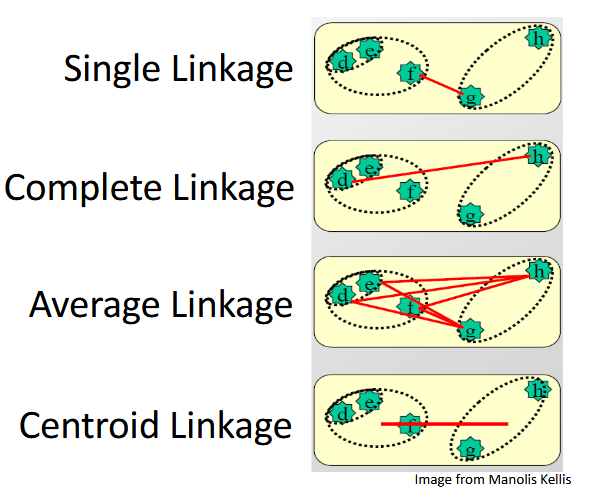 Single Linkage
d e f g h
Complete Linkage
d e f g h
Average Linkage
d e f g h
Centroid Linkage
d e f g h
Image from Manolis Kellis